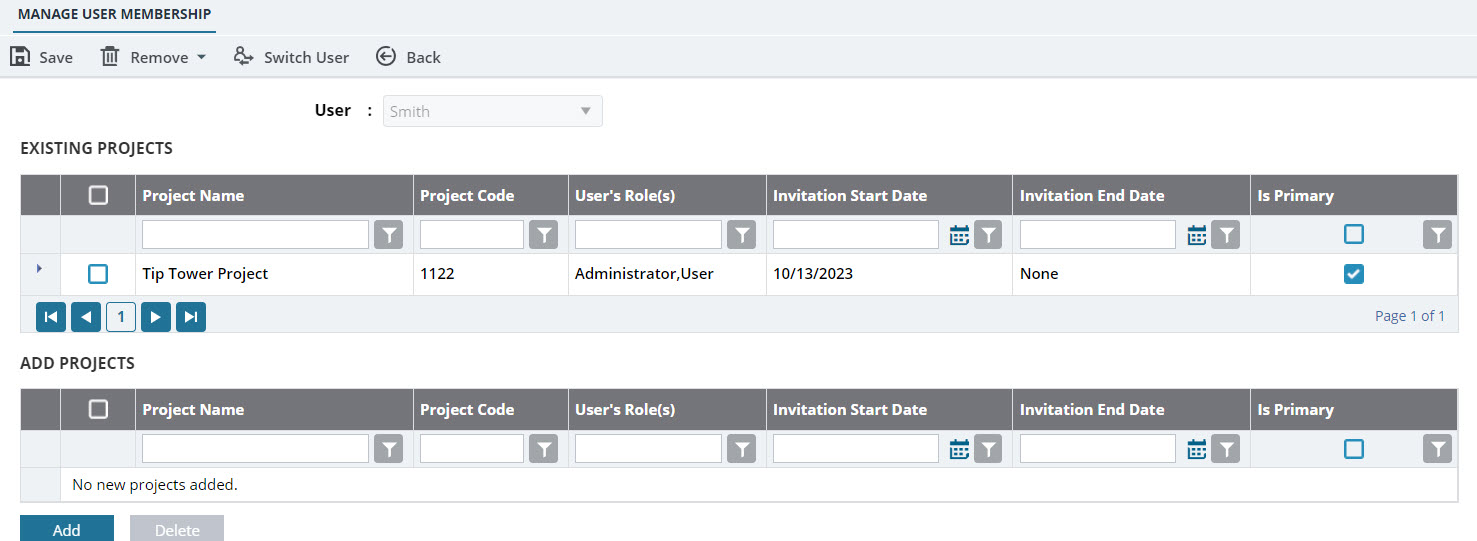 MANAGE USER MEMBERSHIP
Save Remove Switch User Back
User : Smith
EXISTING PROJECTS
Project Name Project Code User's Role(s) Invitation Start Date Invitation End Date Is Primary
Tip Tower Project 1122 Administrator,User 10/13/2023 None
1 Page 1 of 1
ADD PROJECTS
Project Name Project Code User's Role(s) Invitation Start Date Invitation End Date Is Primary
No new projects added.
Add Delete